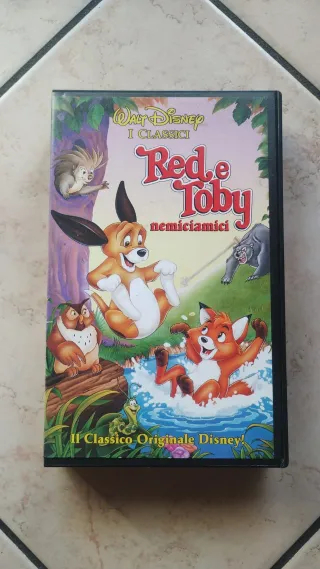 WALT DISNEY
I CLASSICI
Red e
Toby
nemiciamici
Il Classico Originale Disney!